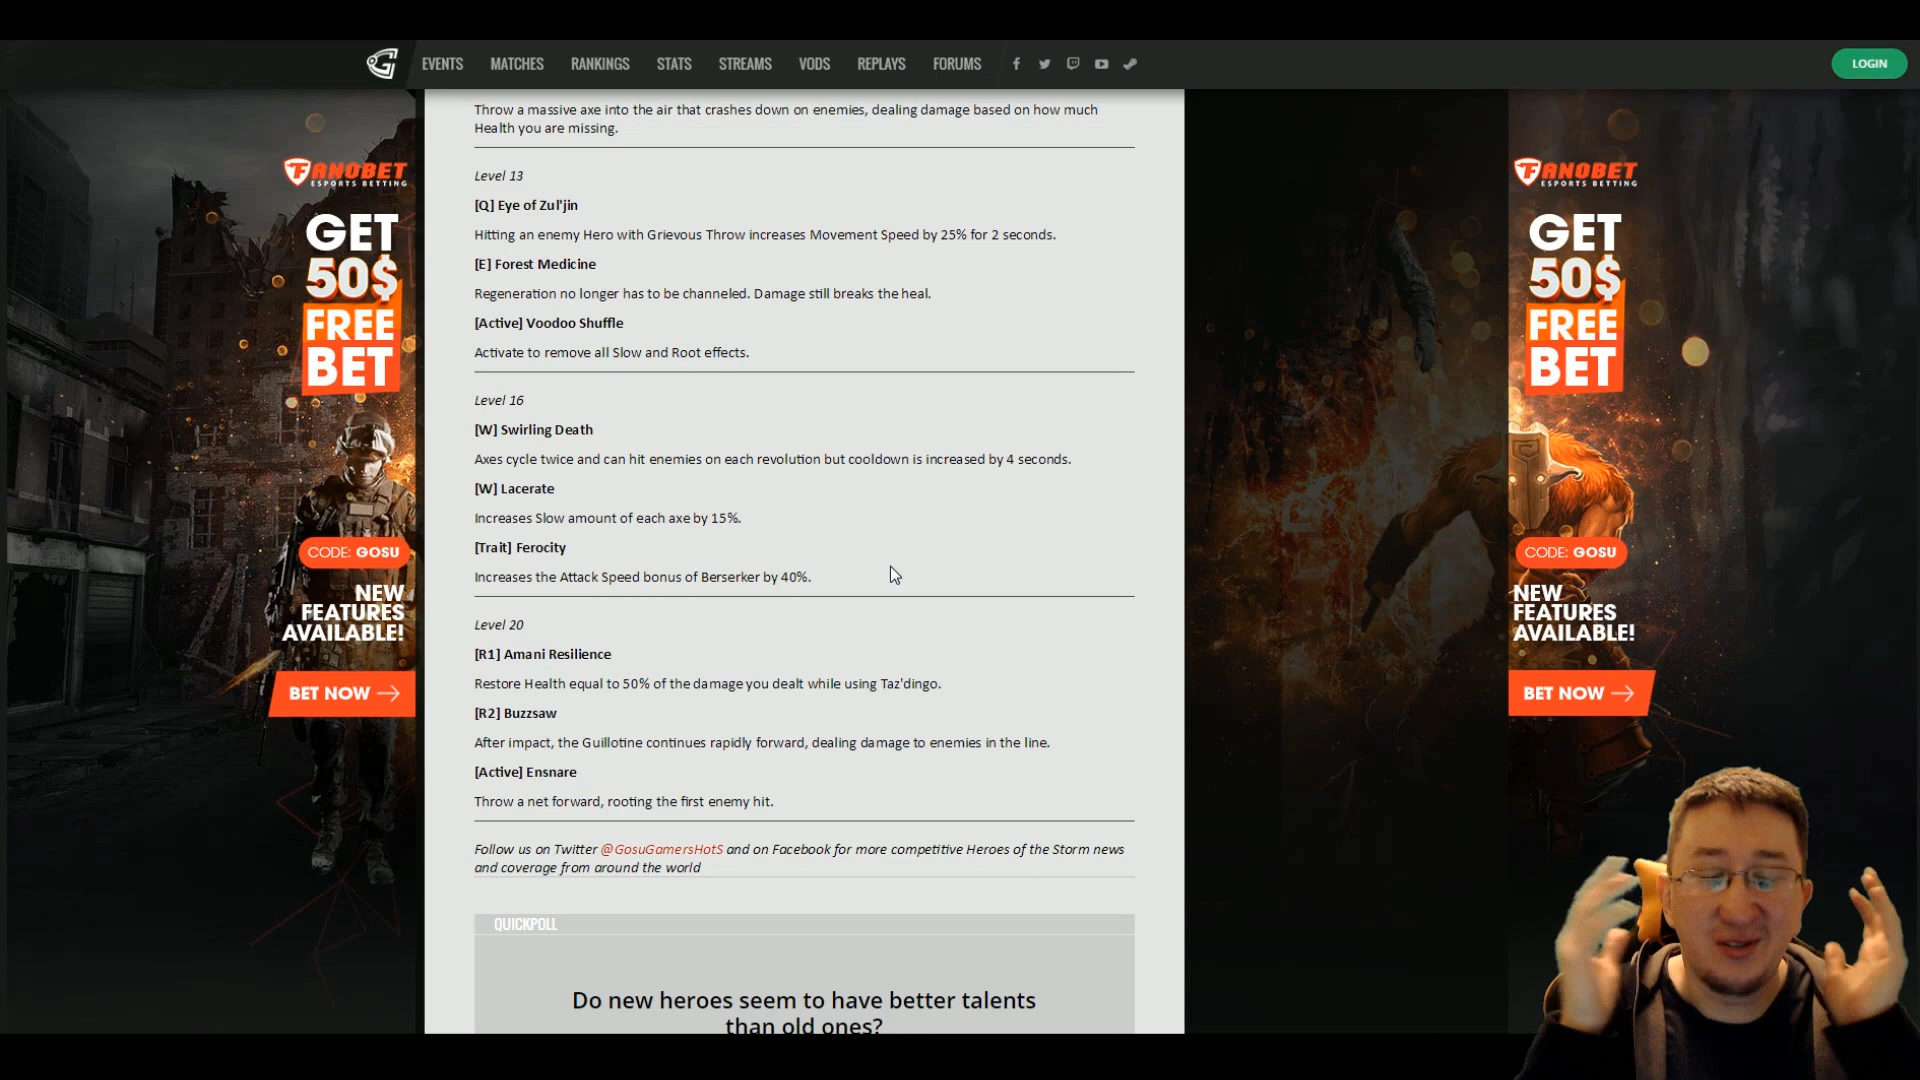 EVENTS MATCHES RANKINGS STATS STREAMS VODS REPLAYS FORUMS LOGIN
Throw a massive axe into the air that crashes down on enemies, dealing damage based on how much
Health you are missing.
Level 13
[Q] Eye of Zul'jin
Hitting an enemy Hero with Grievous Throw increases Movement Speed by 25% for 2 seconds.
[E] Forest Medicine
Regeneration no longer has to be channeled. Damage still breaks the heal.
[Active] Voodoo Shuffle
Activate to remove all Slow and Root effects.
Level 16
[W] Swirling Death
Axes cycle twice and can hit enemies on each revolution but cooldown is increased by 4 seconds.
[W] Lacerate
Increases Slow amount of each axe by 15%.
[Trait] Ferocity
Increases the Attack Speed bonus of Berserker by 40%.
Level 20
[R1] Amani Resilience
Restore Health equal to 50% of the damage you dealt while using Taz'dingo.
[R2] Buzzsaw
After impact, the Guillotine continues rapidly forward, dealing damage to enemies in the line.
[Active] Ensnare
Throw a net forward, rooting the first enemy hit.
Follow us on Twitter @GosuGamersHotS and on Facebook for more competitive Heroes of the Storm news
and coverage from around the world
QUICKPOLL
Do new heroes seem to have better talents
than old ones?
FANOBET
ESPORTS BETTING
GET
50$
FREE
BET
CODE: GOSU
NEW
FEATURES
AVAILABLE!
BET NOW
FANOBET
ESPORTS BETTING
GET
50$
FREE
BET
CODE: GOSU
NEW
FEATURES
AVAILABLE!
BET NOW